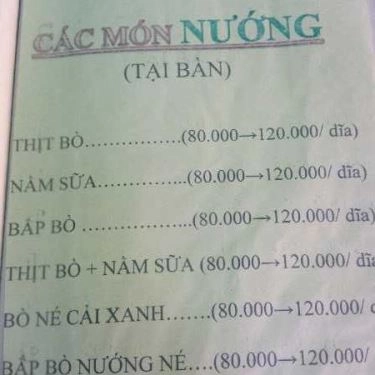 CÁC MÓN NƯỚNG
(TẠI BÀN)
THỊT BÒ................(80.000→120.000/ dĩa)
NẦM SỮA...............(80.000→120.000/ dĩa)
BẮP BÒ ..................(80.000→120.000/ dĩa)
THỊT BÒ + NẦM SỮA (80.000→120.000/ dĩa
BÒ NÉ CẢI XANH.......(80.000→120.000/
BẮP BÒ NƯỚNG NÉ....(80.000→120.000/